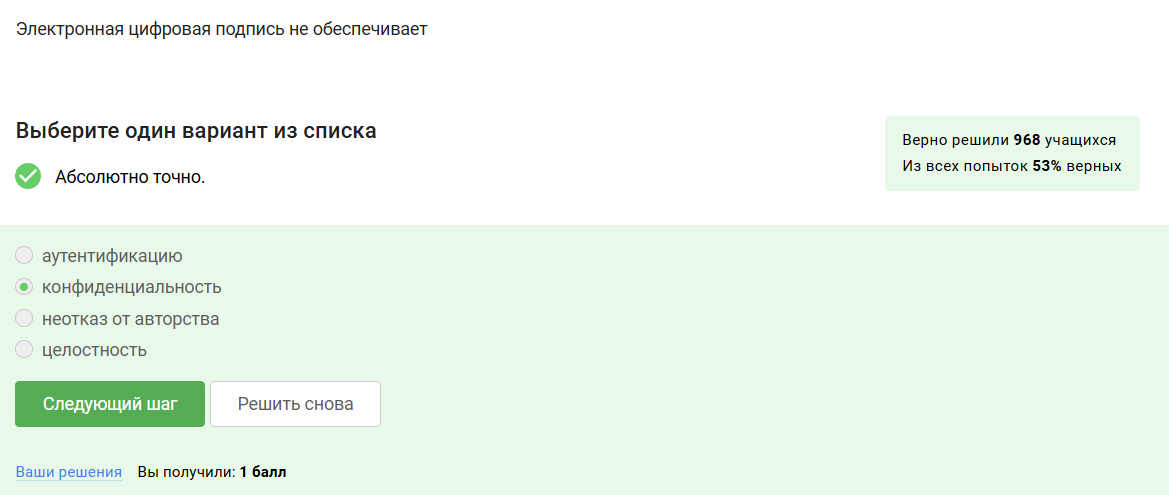 Электронная цифровая подпись не обеспечивает
Выберите один вариант из списка
Верно решили 968 учащихся
Из всех попыток 53% верных
Абсолютно точно.
аутентификацию
конфиденциальность
неотказ от авторства
целостность
Следующий шаг
Решить снова
Ваши решения Вы получили: 1 балл